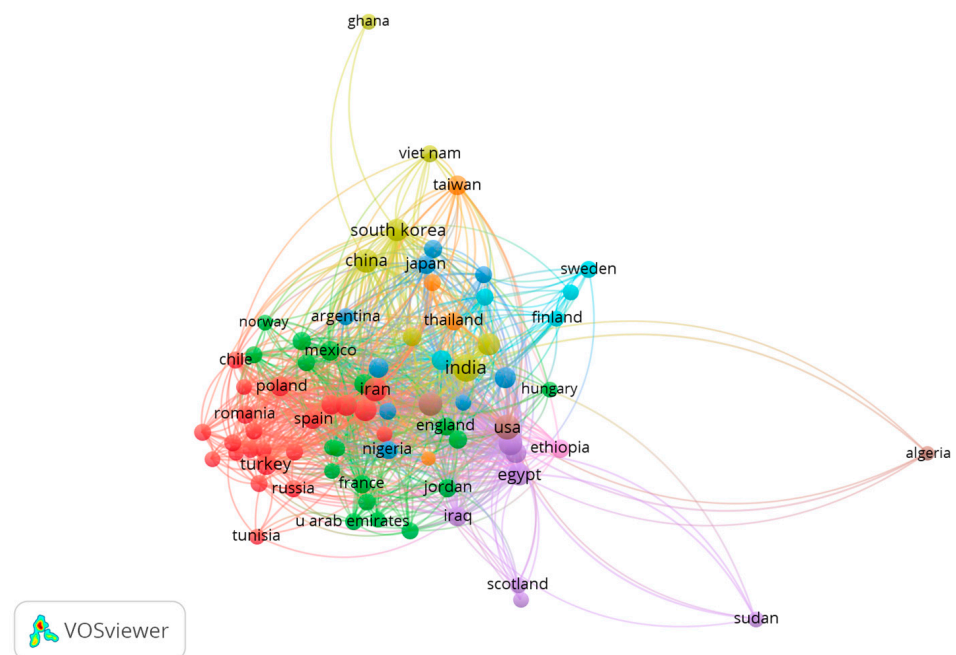 ghana
viet nam
taiwan
south korea
china
japan
sweden
argentina
finland
norway
thailand
mexico
chile
india
poland
iran
hungary
romania
spain
england
usa
nigeria
ethiopia
algeria
turkey
egypt
russia
france
jordan
u arab emirates
iraq
tunisia
scotland
sudan
VOSviewer